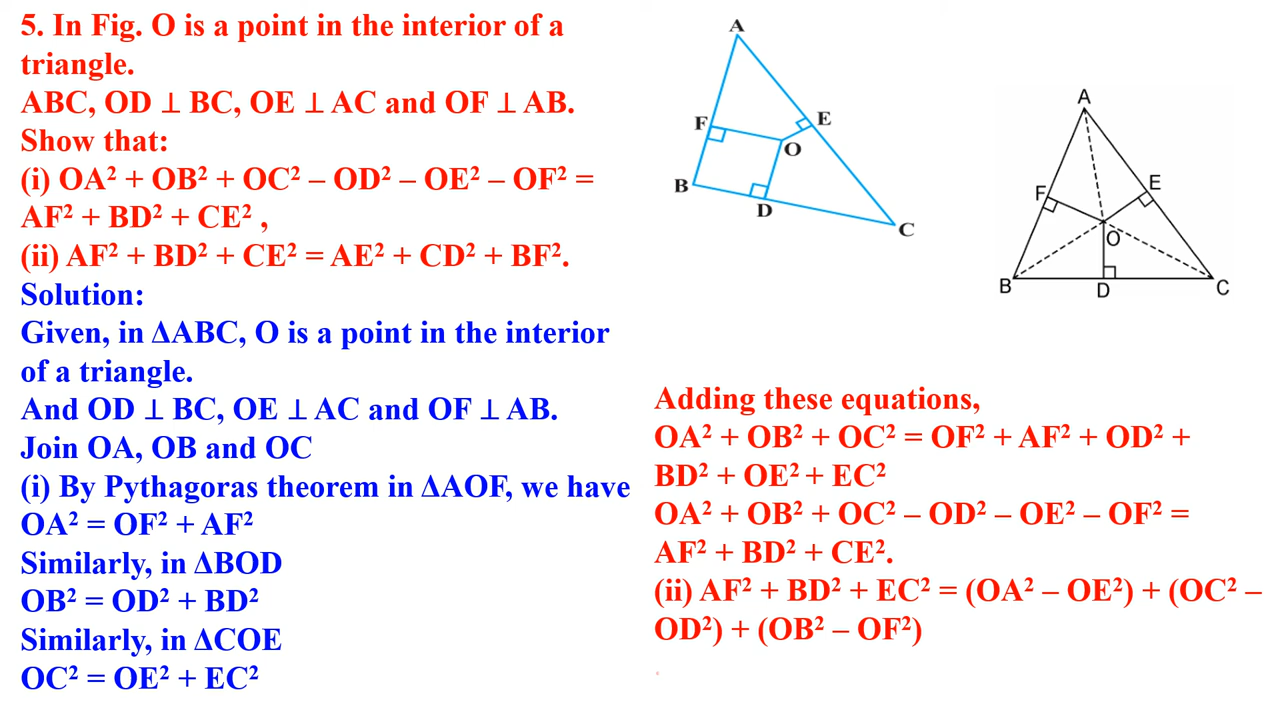 5. In Fig. O is a point in the interior of a
triangle.
ABC, OD ⊥ BC, OE ⊥ AC and OF ⊥ AB.
Show that:
(i) OA² + OB² + OC² – OD² – OE² – OF² =
AF² + BD² + CE² ,
(ii) AF² + BD² + CE² = AE² + CD² + BF².
Solution:
Given, in ΔABC, O is a point in the interior
of a triangle.
And OD ⊥ BC, OE ⊥ AC and OF ⊥ AB.
Join OA, OB and OC
(i) By Pythagoras theorem in ΔAOF, we have
OA² = OF² + AF²
Similarly, in ΔBOD
OB² = OD² + BD²
Similarly, in ΔCOE
OC² = OE² + EC²
A
F
E
O
B
D
C
A
F
E
O
B
D
C
Adding these equations,
OA² + OB² + OC² = OF² + AF² + OD² +
BD² + OE² + EC²
OA² + OB² + OC² – OD² – OE² – OF² =
AF² + BD² + CE².
(ii) AF² + BD² + EC² = (OA² – OE²) + (OC² –
OD²) + (OB² – OF²)